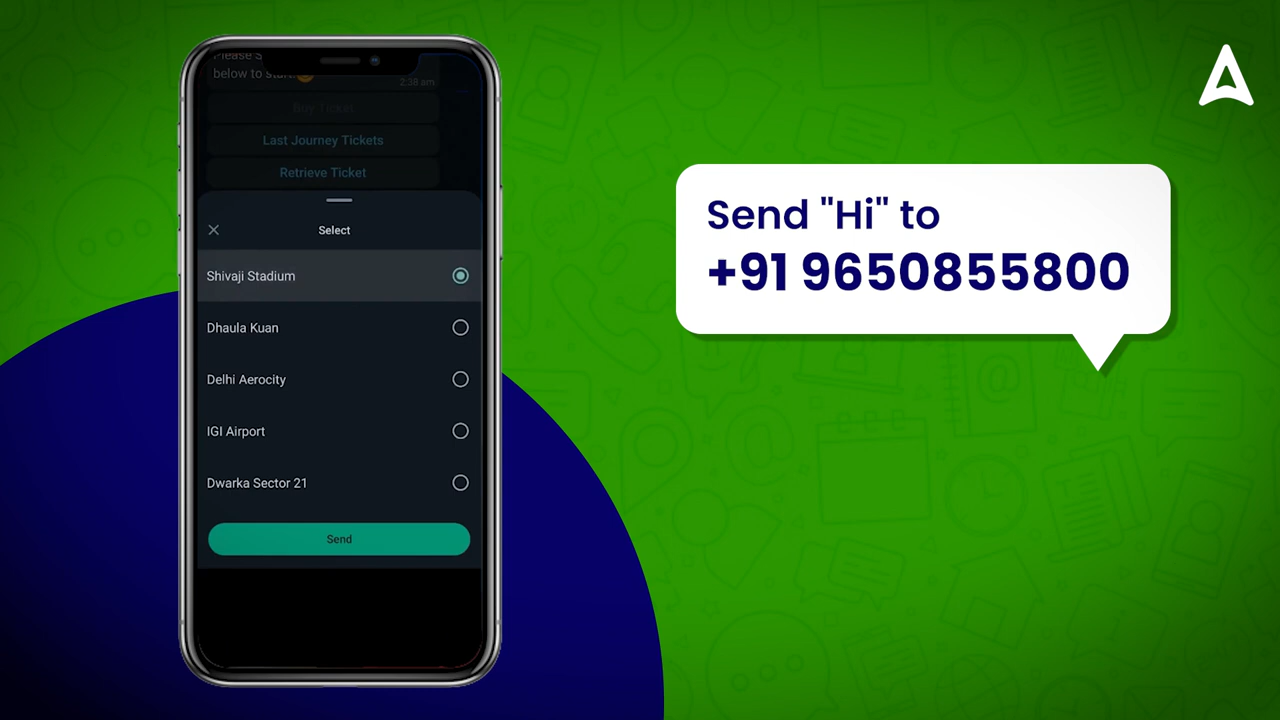 Please S
below to start.
2:38 am
Buy Ticket
Last Journey Tickets
Retrieve Ticket
Select
Shivaji Stadium
Dhaula Kuan
Delhi Aerocity
IGI Airport
Dwarka Sector 21
Send
Send "Hi" to
+91 9650855800